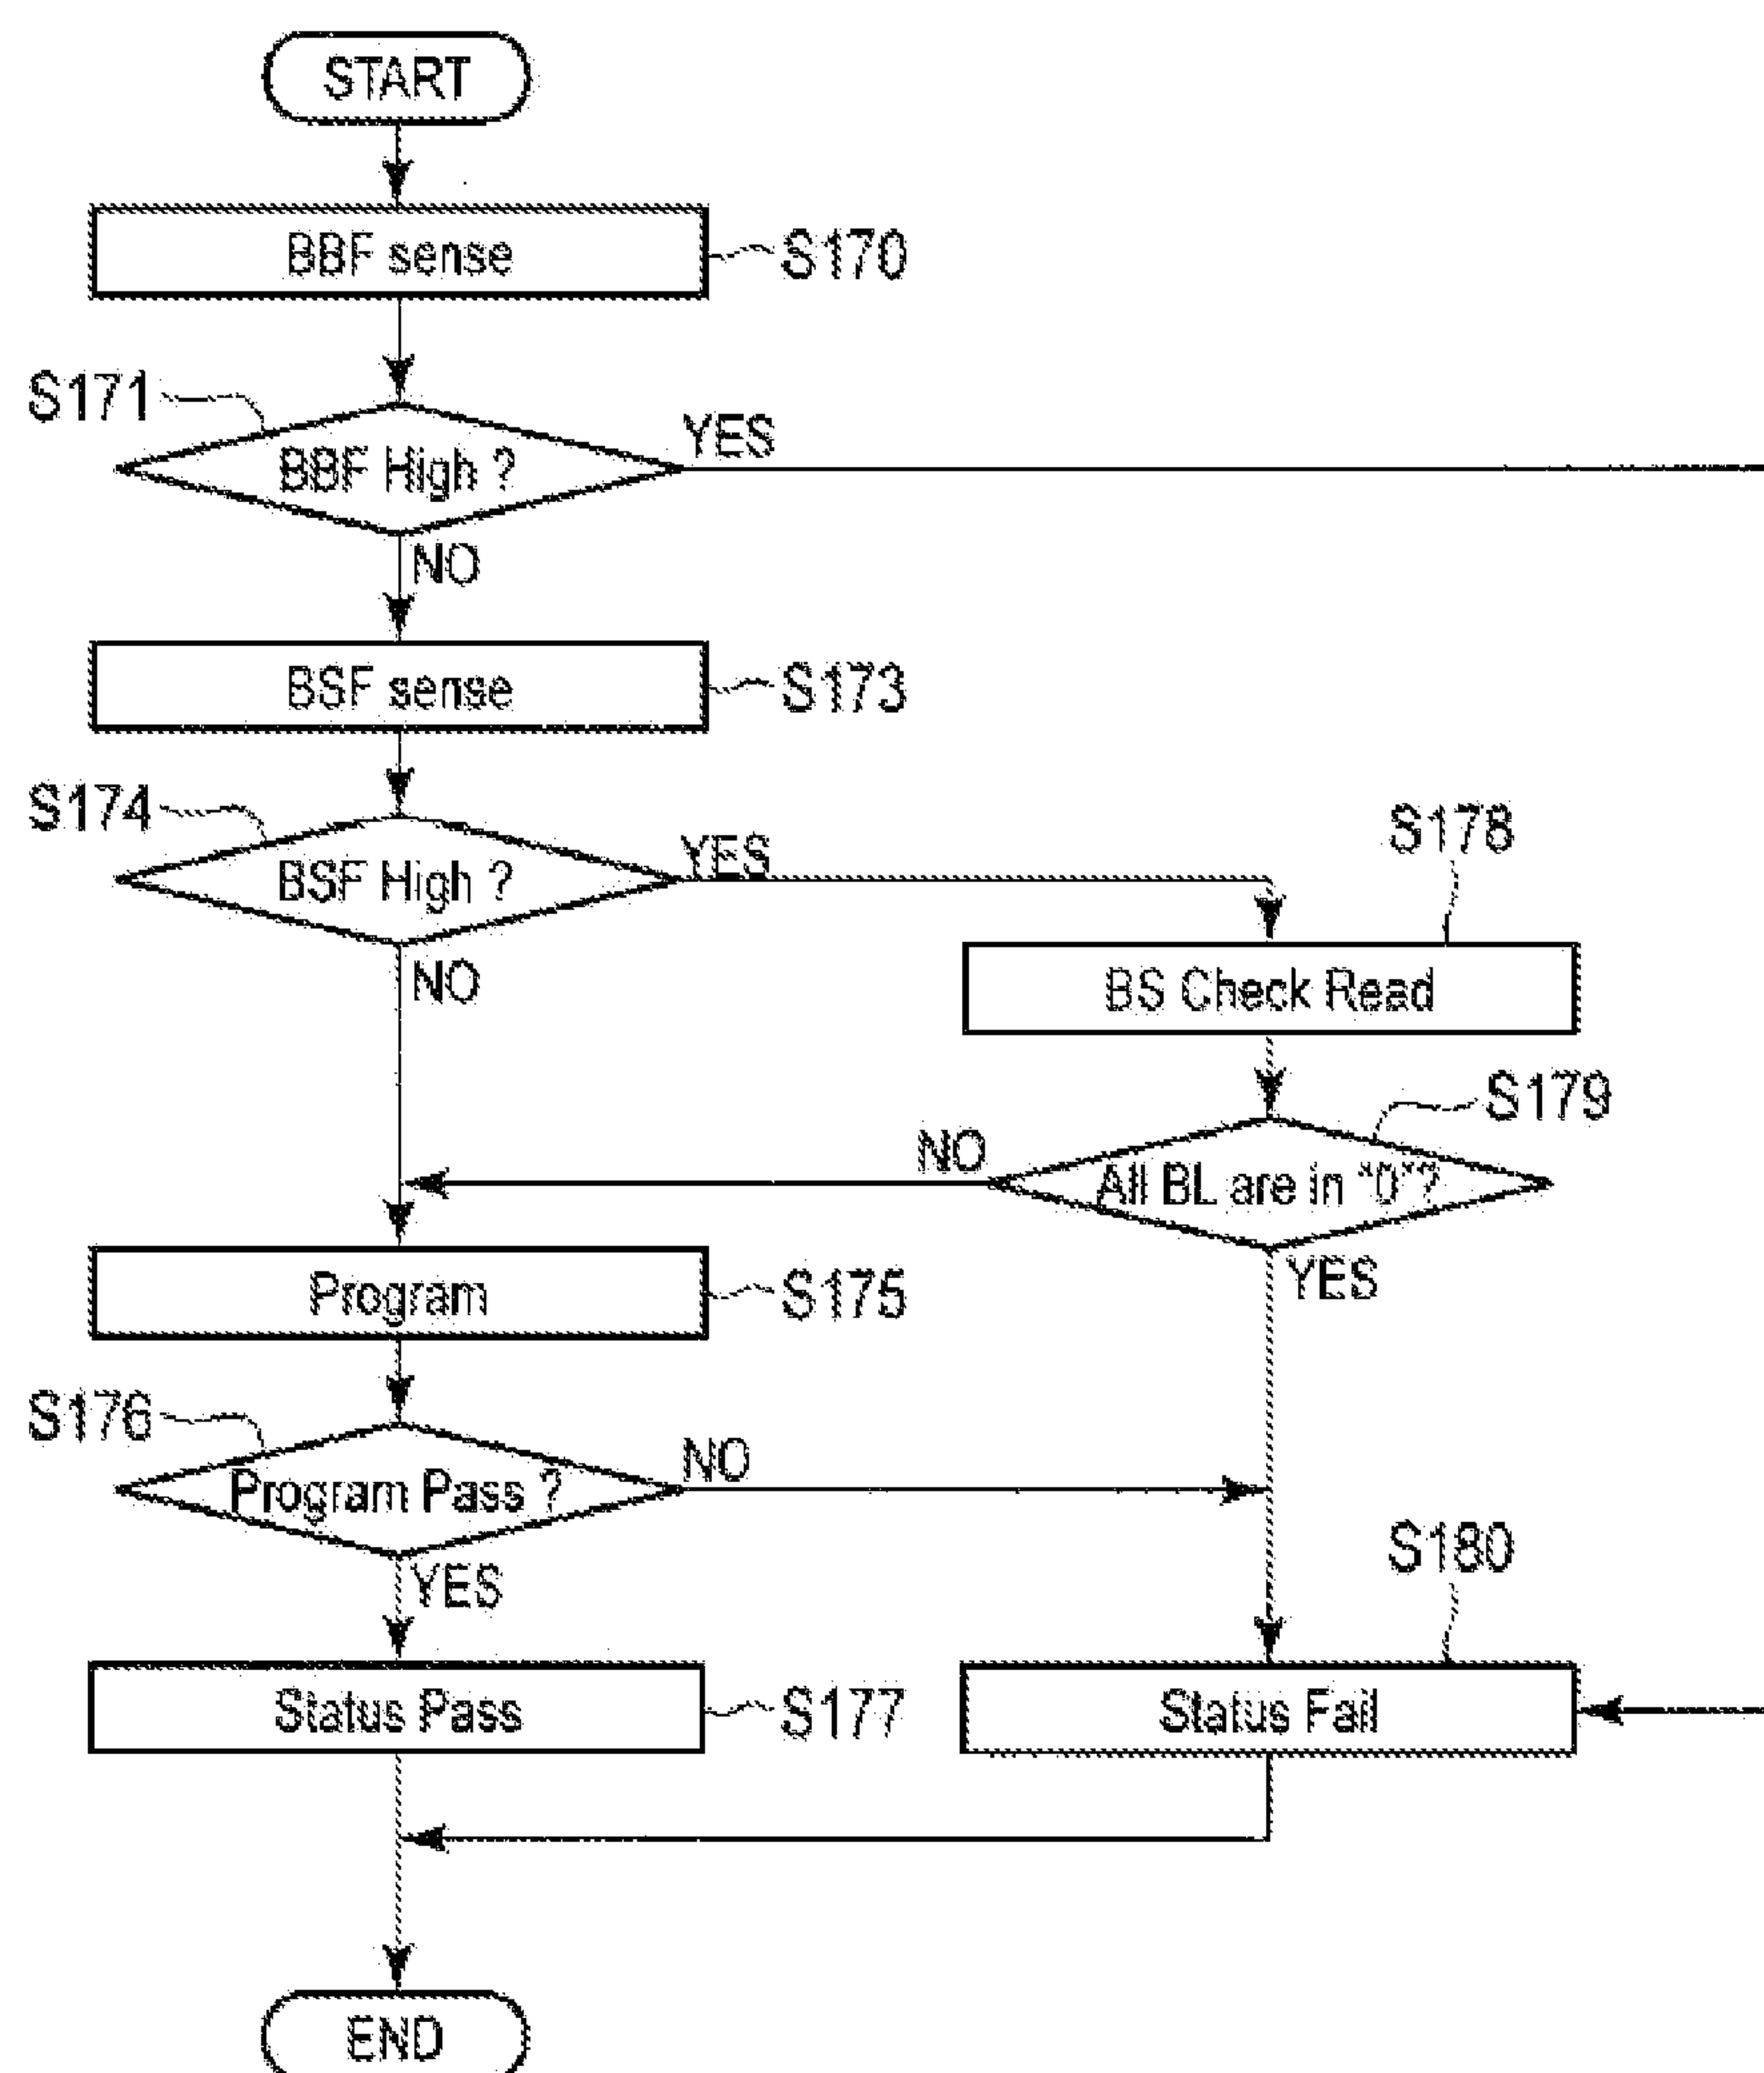 START
BBF sense
S170
S171
BBF High ?
YES
NO
BSF sense
S173
S174
BSF High ?
YES
NO
S178
BS Check Read
S179
All BL are in "0"?
NO
YES
Program
S175
S176
Program Pass ?
NO
YES
S180
Status Pass
S177
Status Fail
END